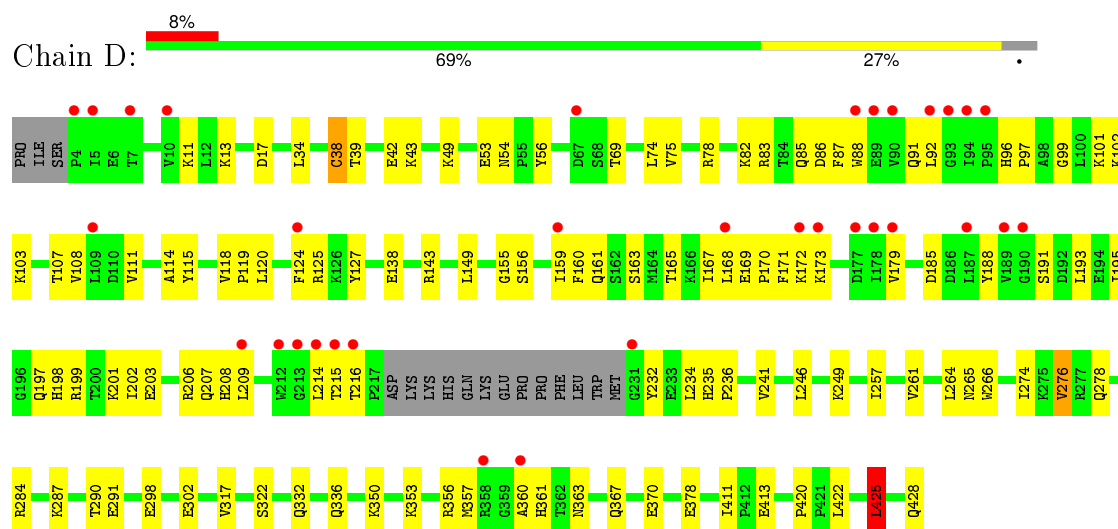 8%
Chain D:
69% 27% •
PRO ILE SER P4 I5 E6 T7 V10 K11 L12 K13 D17 L34 C38 T39 E42 K43 K49 E53 N54 P55 Y56 D67 S68 T69 L74 V75 R78 K82 R83 T84 Q85 D86 F87 W88 E89 V90 Q91 L92 G93 I94 P95 H96 P97 A98 G99 L100 K101 K102
K103 T107 V108 L109 D110 V111 A114 Y115 V118 P119 L120 F124 R125 K126 Y127 E138 R143 L149 G155 S156 I159 F160 Q161 S162 S163 M164 T165 K166 I167 L168 E169 P170 F171 K172 K173 D177 I178 V179 D185 D186 L187 Y188 V189 G190 S191 D192 L193 E194 I195
G196 Q197 H198 R199 T200 K201 I202 E203 R206 Q207 H208 L209 W212 G213 L214 T215 T216 P217 ASP LYS LYS HIS GLN LYS GLU PRO PRO PHE LEU TRP MET G231 Y232 E233 L234 H235 P236 V241 L246 K249 I257 V261 L264 N265 W266 I274 K275 V276 R277 Q278
R284 K287 T290 E291 E298 E302 V317 S322 Q332 Q336 K350 K353 R356 M357 R358 G359 A360 H361 T362 N363 Q367 E370 E378 I411 P412 E413 P420 P421 L422 L425 Q428